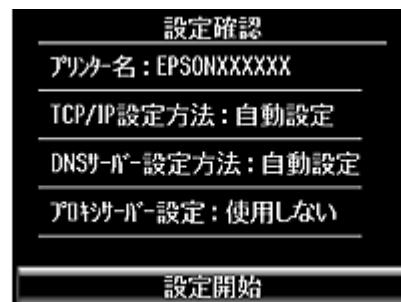 設定確認
プリンター名：EPSONXXXXXX
TCP/IP設定方法：自動設定
DNSサーバー設定方法：自動設定
プロキシサーバー設定：使用しない
設定開始